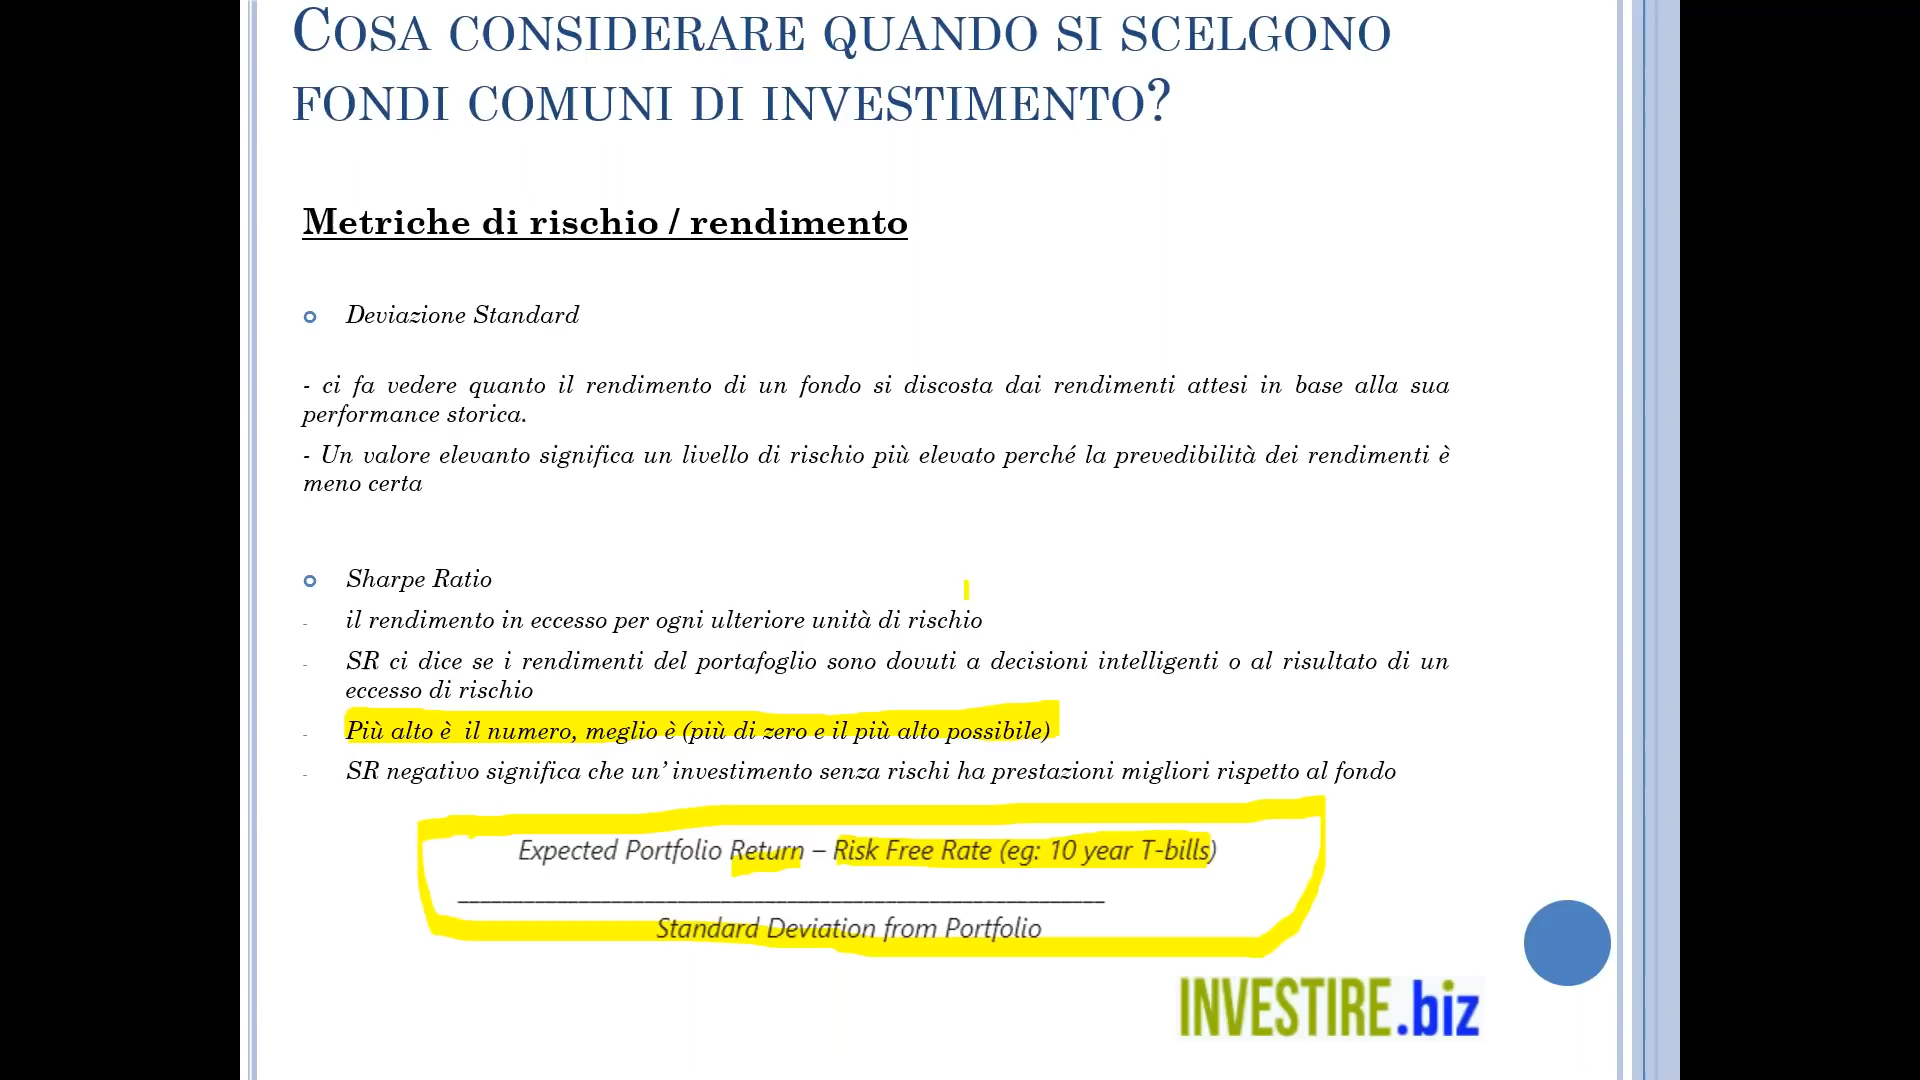 Cosa considerare quando si scelgono
fondi comuni di investimento?
Metriche di rischio / rendimento
Deviazione Standard
- ci fa vedere quanto il rendimento di un fondo si discosta dai rendimenti attesi in base alla sua
performance storica.
- Un valore elevanto significa un livello di rischio più elevato perché la prevedibilità dei rendimenti è
meno certa
Sharpe Ratio
- il rendimento in eccesso per ogni ulteriore unità di rischio
- SR ci dice se i rendimenti del portafoglio sono dovuti a decisioni intelligenti o al risultato di un
eccesso di rischio
- Più alto è il numero, meglio è (più di zero e il più alto possibile)
- SR negativo significa che un' investimento senza rischi ha prestazioni migliori rispetto al fondo
Expected Portfolio Return – Risk Free Rate (eg: 10 year T-bills)
Standard Deviation from Portfolio
INVESTIRE.biz